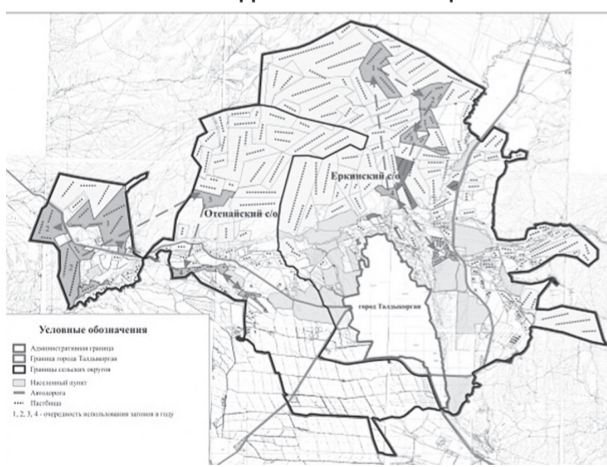 Еркинский с/о
Отенайский с/о
город Талдыкорган
Условные обозначения
Административная граница
Граница города Талдыкорган
Границы сельских округов
Населенный пункт
Автодорога
Пастбища
1, 2, 3, 4 - очередность использования загонов в году